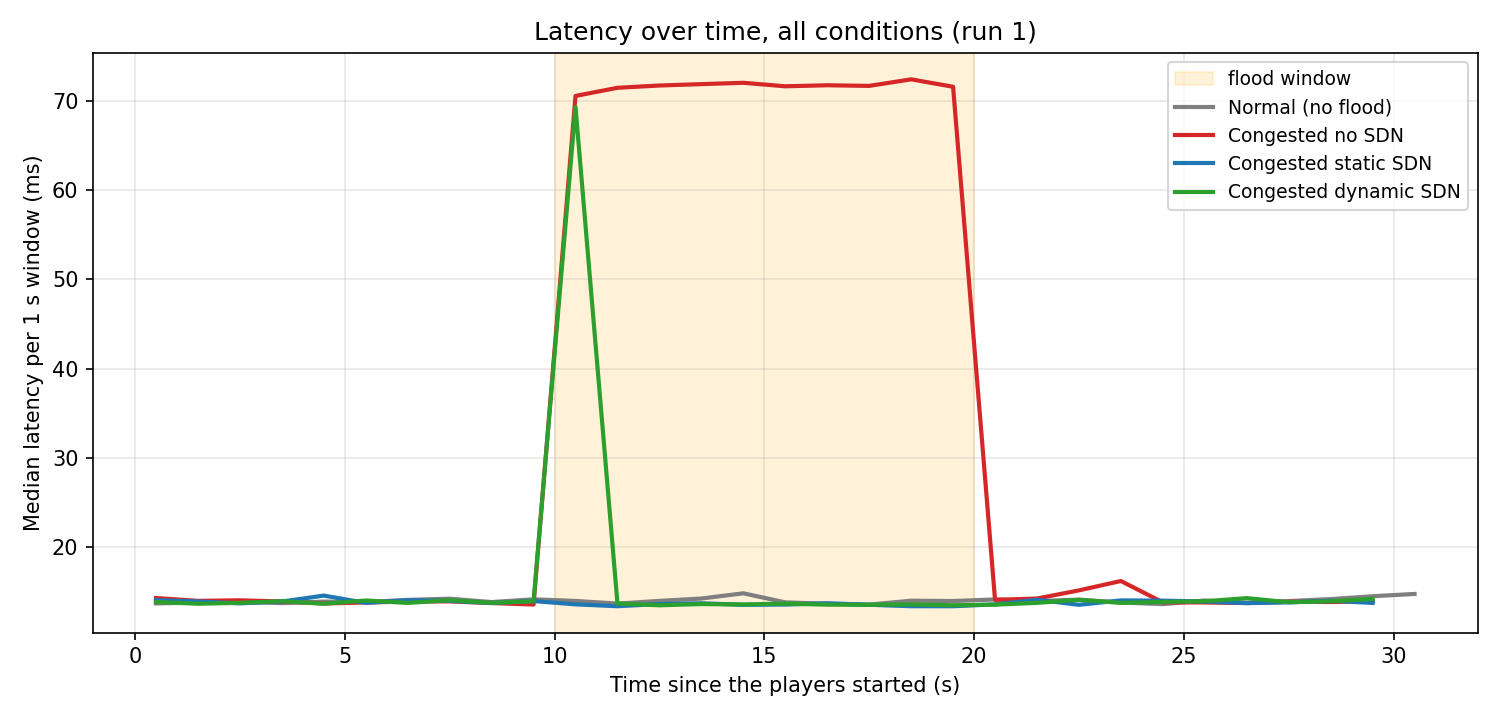 Latency over time, all conditions (run 1)
Median latency per 1 s window (ms)
70
60
50
40
30
20
flood window
Normal (no flood)
Congested no SDN
Congested static SDN
Congested dynamic SDN
0 5 10 15 20 25 30
Time since the players started (s)